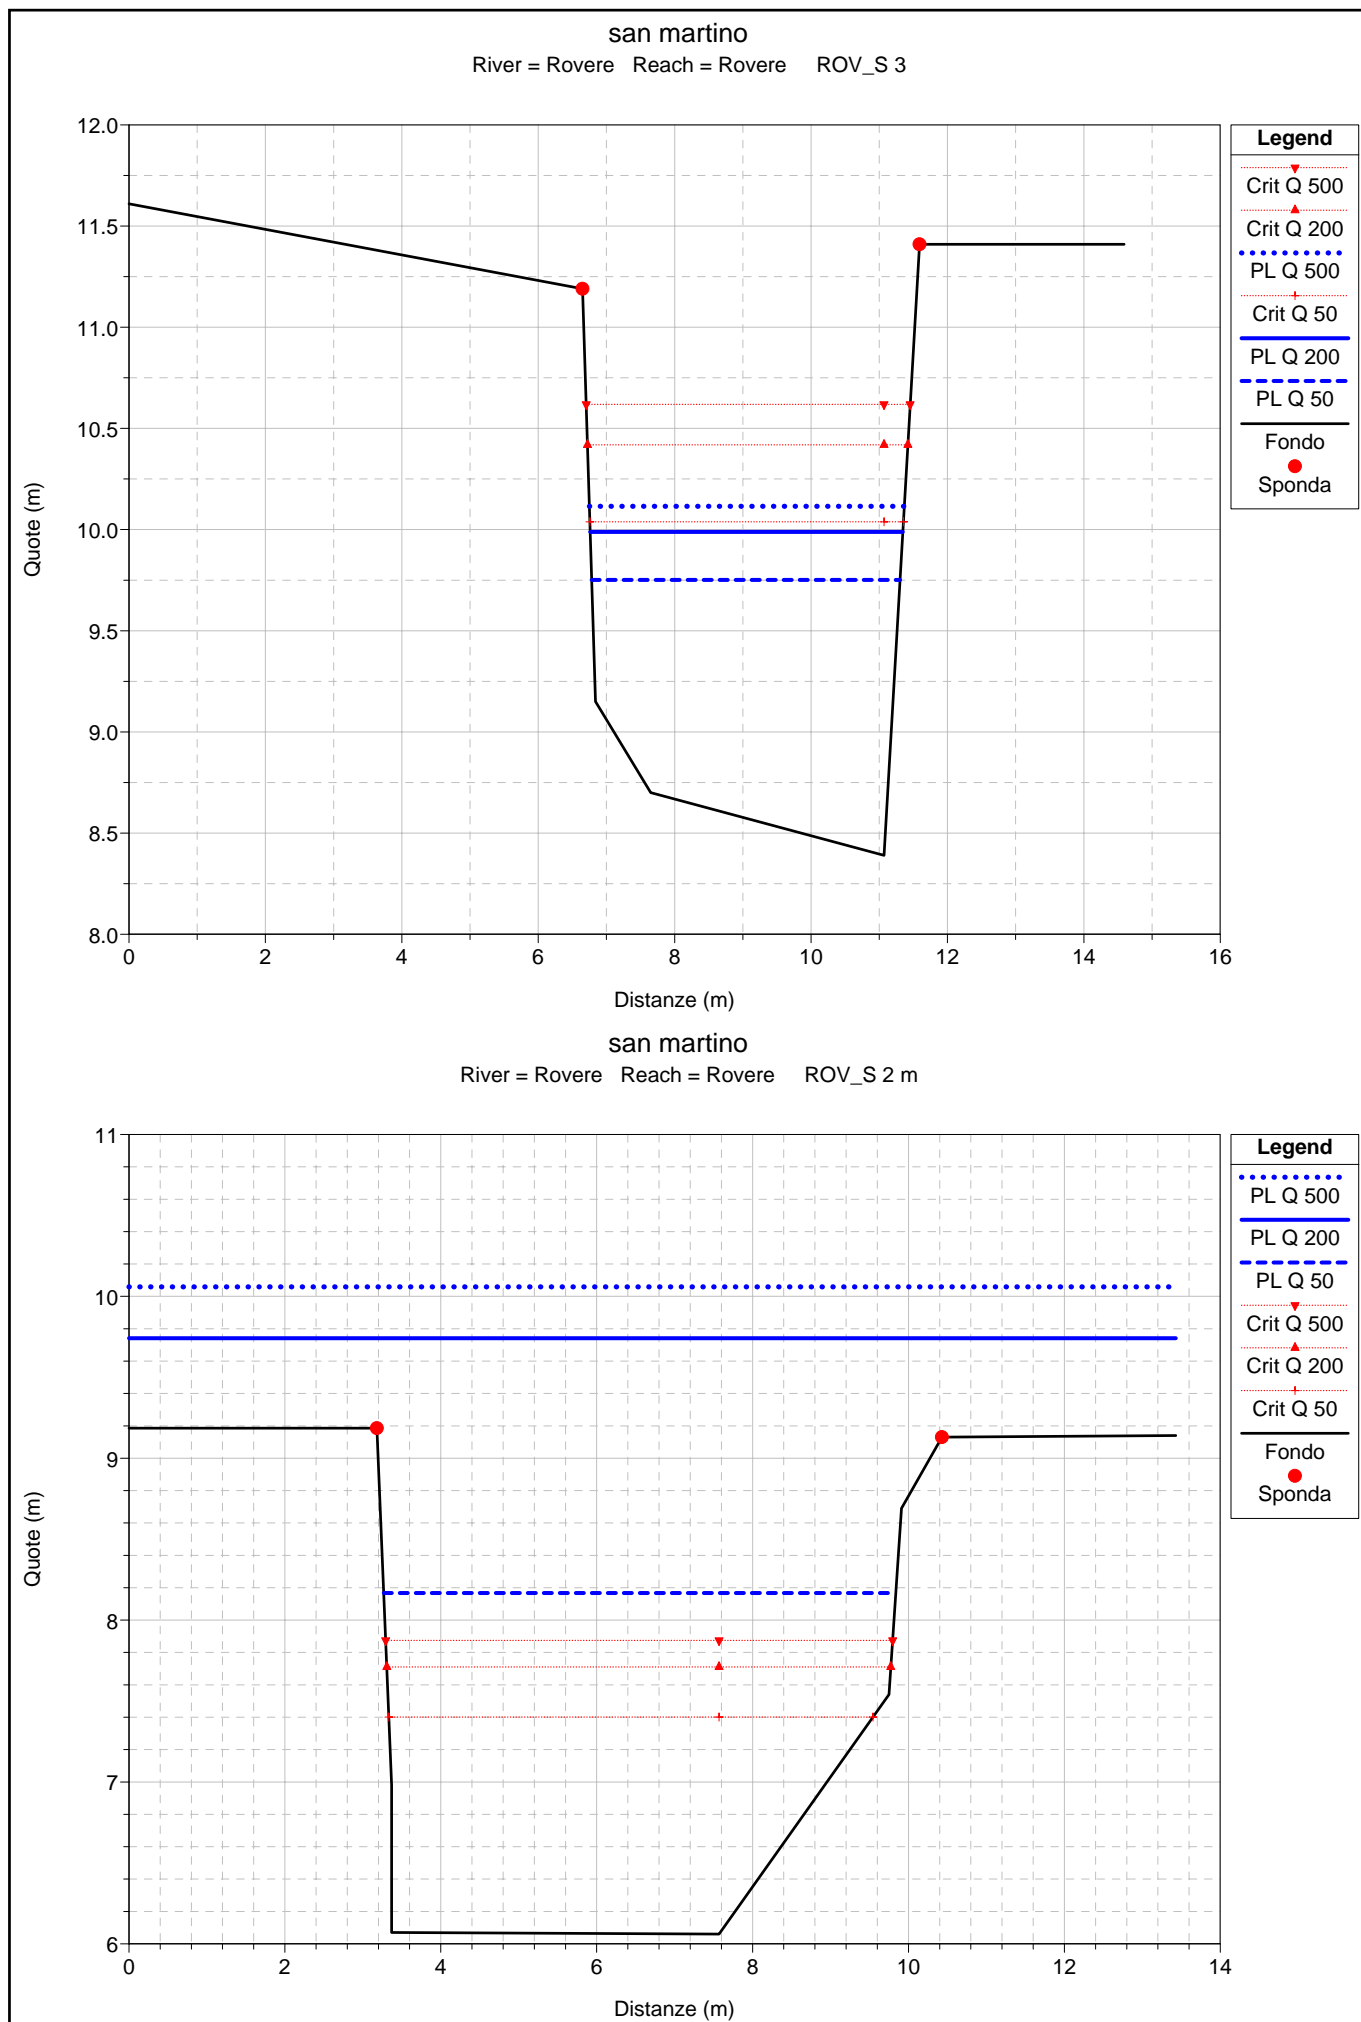 san martino
River = Rovere Reach = Rovere ROV_S 3
12.0
11.5
11.0
10.5
10.0
9.5
9.0
8.5
8.0
Quote (m)
0 2 4 6 8 10 12 14 16
Distanze (m)
Legend
Crit Q 500
Crit Q 200
PL Q 500
Crit Q 50
PL Q 200
PL Q 50
Fondo
Sponda
san martino
River = Rovere Reach = Rovere ROV_S 2 m
11
10
9
8
7
6
Quote (m)
0 2 4 6 8 10 12 14
Distanze (m)
Legend
PL Q 500
PL Q 200
PL Q 50
Crit Q 500
Crit Q 200
Crit Q 50
Fondo
Sponda